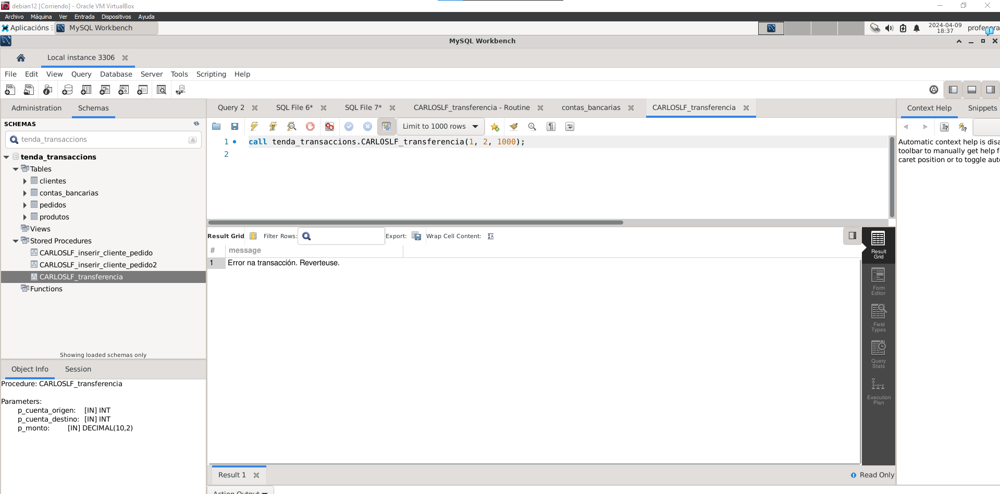 debian12 [Corriendo] - Oracle VM VirtualBox
Archivo Máquina Ver Entrada Dispositivos Ayuda
Aplicacións MySQL Workbench 2024-04-09 18:37 profesora
MySQL Workbench
Local instance 3306
File Edit View Query Database Server Tools Scripting Help
Administration Schemas
SCHEMAS
tenda_transaccions
tenda_transaccions
Tables
clientes
contas_bancarias
pedidos
produtos
Views
Stored Procedures
CARLOSLF_inserir_cliente_pedido
CARLOSLF_inserir_cliente_pedido2
CARLOSLF_transferencia
Functions
Showing loaded schemas only
Object Info Session
Procedure: CARLOSLF_transferencia
Parameters:
p_cuenta_origen: [IN] INT
p_cuenta_destino: [IN] INT
p_monto: [IN] DECIMAL(10,2)
Query 2 SQL File 6* SQL File 7* CARLOSLF_transferencia - Routine contas_bancarias CARLOSLF_transferencia
Limit to 1000 rows
1 call tenda_transaccions.CARLOSLF_transferencia(1, 2, 1000);
2
Result Grid Filter Rows: Export: Wrap Cell Content:
# message
1 Error na transacción. Reverteuse.
Result Grid
Form Editor
Field Types
Query Stats
Execution Plan
Result 1 Read Only
Action Output
Context Help Snippets
Automatic context help is disa
toolbar to manually get help f
caret position or to toggle aut